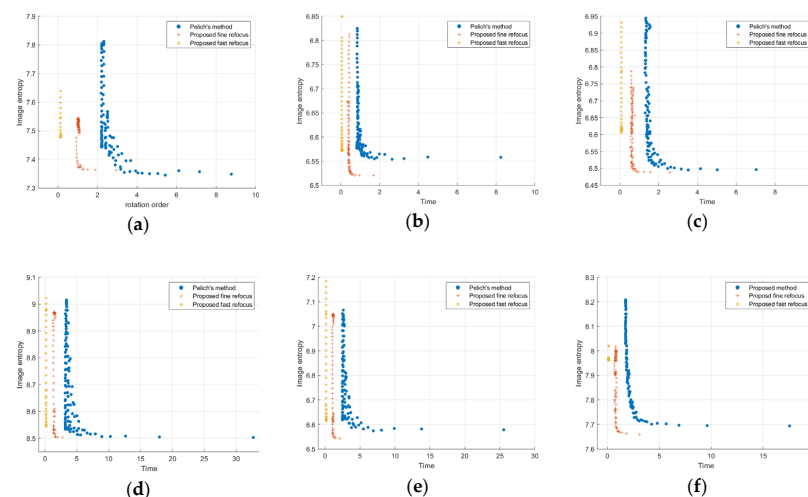 7.9
7.8
7.7
7.6
7.5
7.4
7.3
Image entropy
0 2 4 6 8 10
rotation order
Pelich's method
Proposed fine refocus
Proposed fast refocus
(a)
6.85
6.8
6.75
6.7
6.65
6.6
6.55
6.5
Image entropy
0 2 4 6 8 10
Time
Pelich's method
Proposed fine refocus
Proposed fast refocus
(b)
6.95
6.9
6.85
6.8
6.75
6.7
6.65
6.6
6.55
6.5
6.45
Image entropy
0 2 4 6 8
Time
Pelich's method
Proposed fine refocus
Proposed fast refocus
(c)
9.1
9
8.9
8.8
8.7
8.6
8.5
Image entropy
0 5 10 15 20 25 30
Time
Pelich's method
Proposed fine refocus
Proposed fast refocus
(d)
7.2
7.1
7
6.9
6.8
6.7
6.6
6.5
Image entropy
0 5 10 15 20 25 30
Time
Pelich's method
Proposed fine refocus
Proposed fast refocus
(e)
8.3
8.2
8.1
8
7.9
7.8
7.7
7.6
Image entropy
0 5 10 15
Time
Proposed method
Proposed fine refocus
Proposed fast refocus
(f)